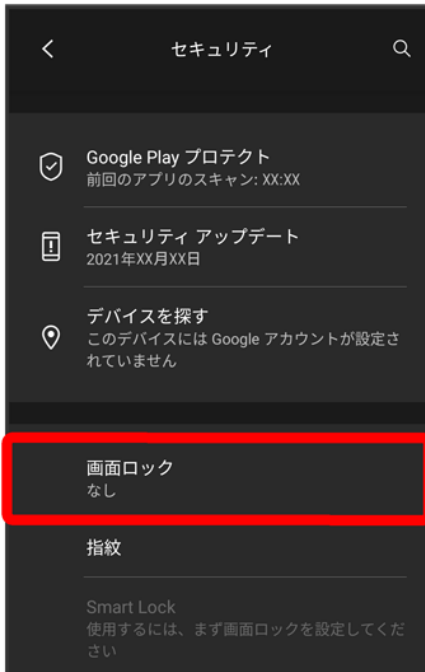 セキュリティ
Google Play プロテクト
前回のアプリのスキャン: XX:XX
セキュリティ アップデート
2021年XX月XX日
デバイスを探す
このデバイスには Google アカウントが設定さ
れていません
画面ロック
なし
指紋
Smart Lock
使用するには、まず画面ロックを設定してくだ
さい